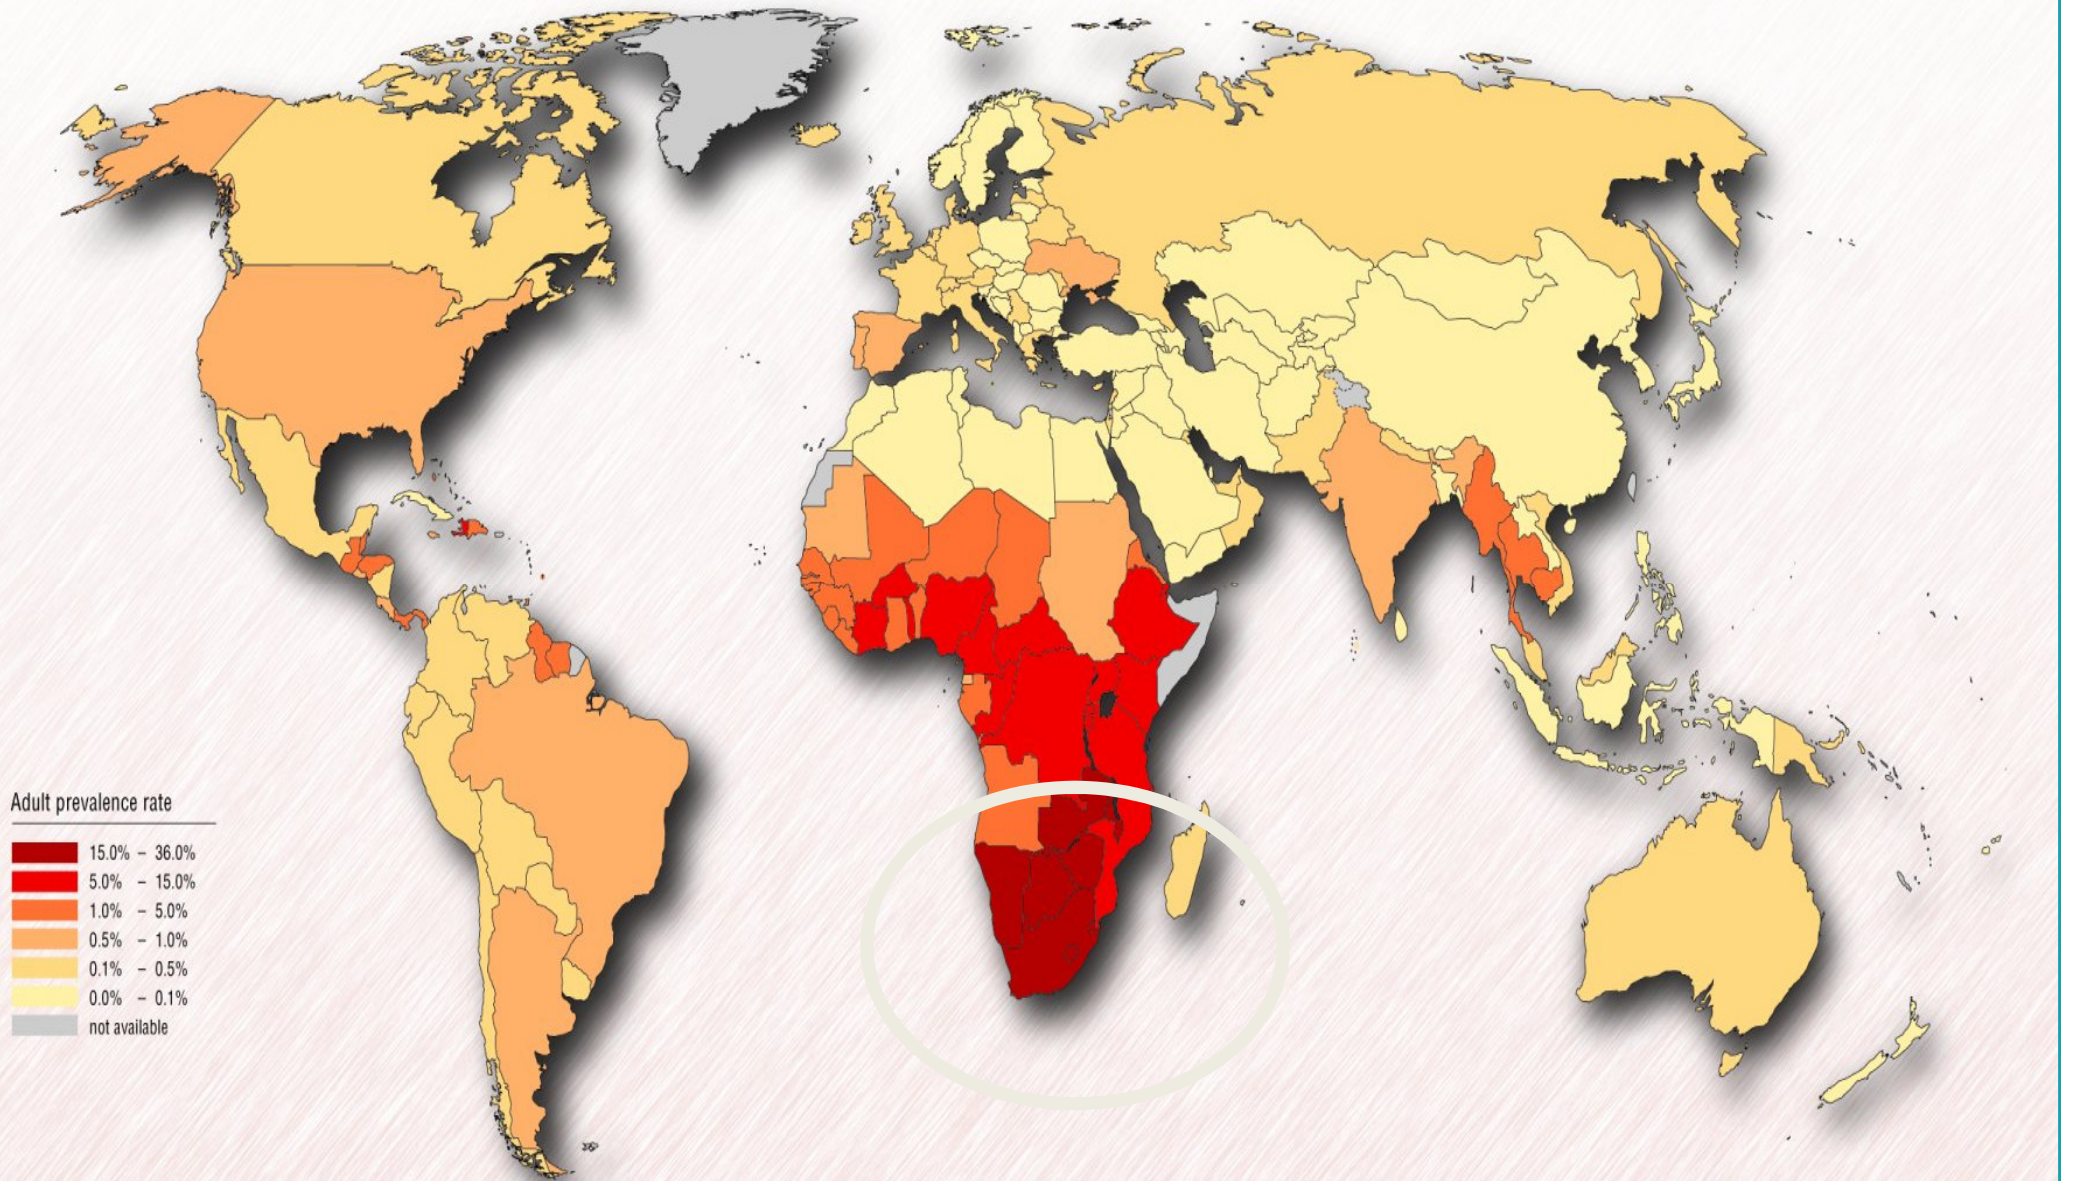 Adult prevalence rate
15.0% – 36.0%
5.0% – 15.0%
1.0% – 5.0%
0.5% – 1.0%
0.1% – 0.5%
0.0% – 0.1%
not available